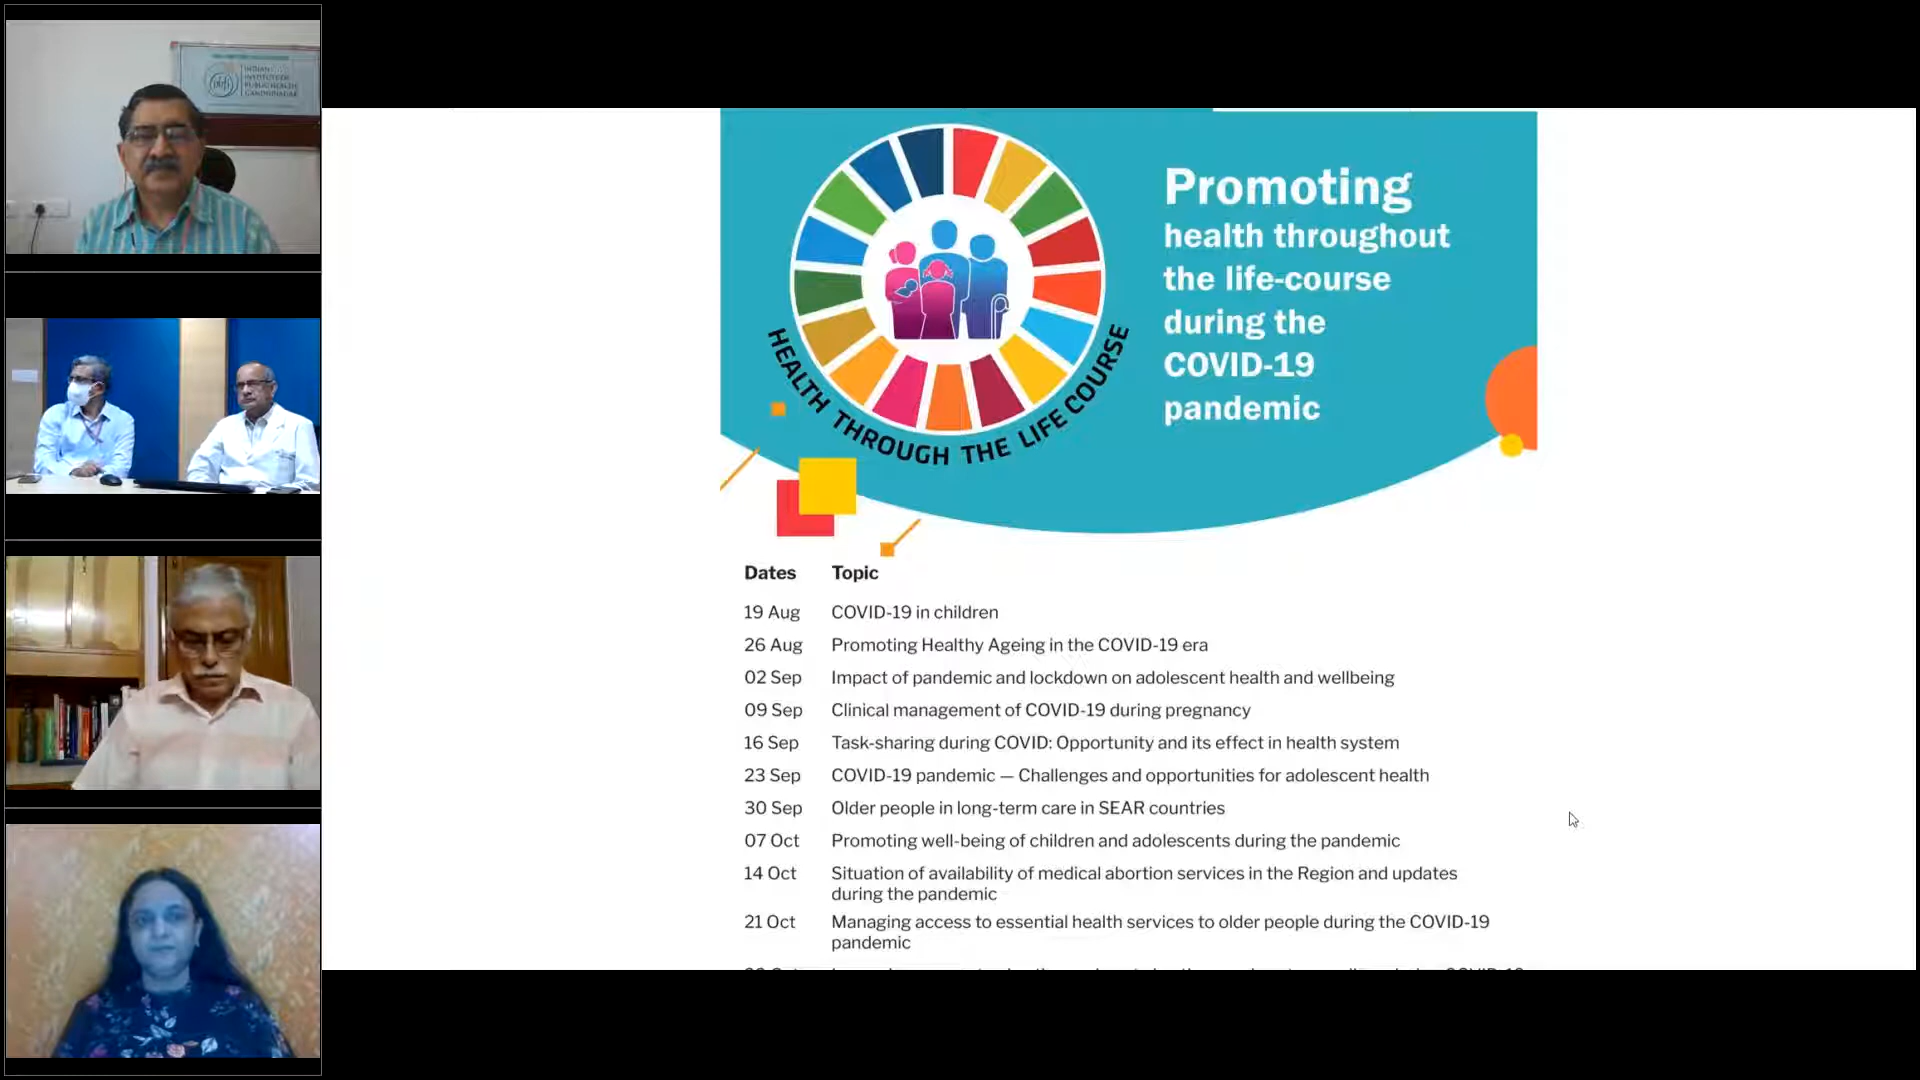 INDIAN
INSTITUTE OF
PUBLIC HEALTH
GANDHINAGAR
Promoting
health throughout
the life-course
during the
COVID-19
pandemic
HEALTH THROUGH THE LIFE COURSE
Dates Topic
19 Aug COVID-19 in children
26 Aug Promoting Healthy Ageing in the COVID-19 era
02 Sep Impact of pandemic and lockdown on adolescent health and wellbeing
09 Sep Clinical management of COVID-19 during pregnancy
16 Sep Task-sharing during COVID: Opportunity and its effect in health system
23 Sep COVID-19 pandemic — Challenges and opportunities for adolescent health
30 Sep Older people in long-term care in SEAR countries
07 Oct Promoting well-being of children and adolescents during the pandemic
14 Oct Situation of availability of medical abortion services in the Region and updates
during the pandemic
21 Oct Managing access to essential health services to older people during the COVID-19
pandemic